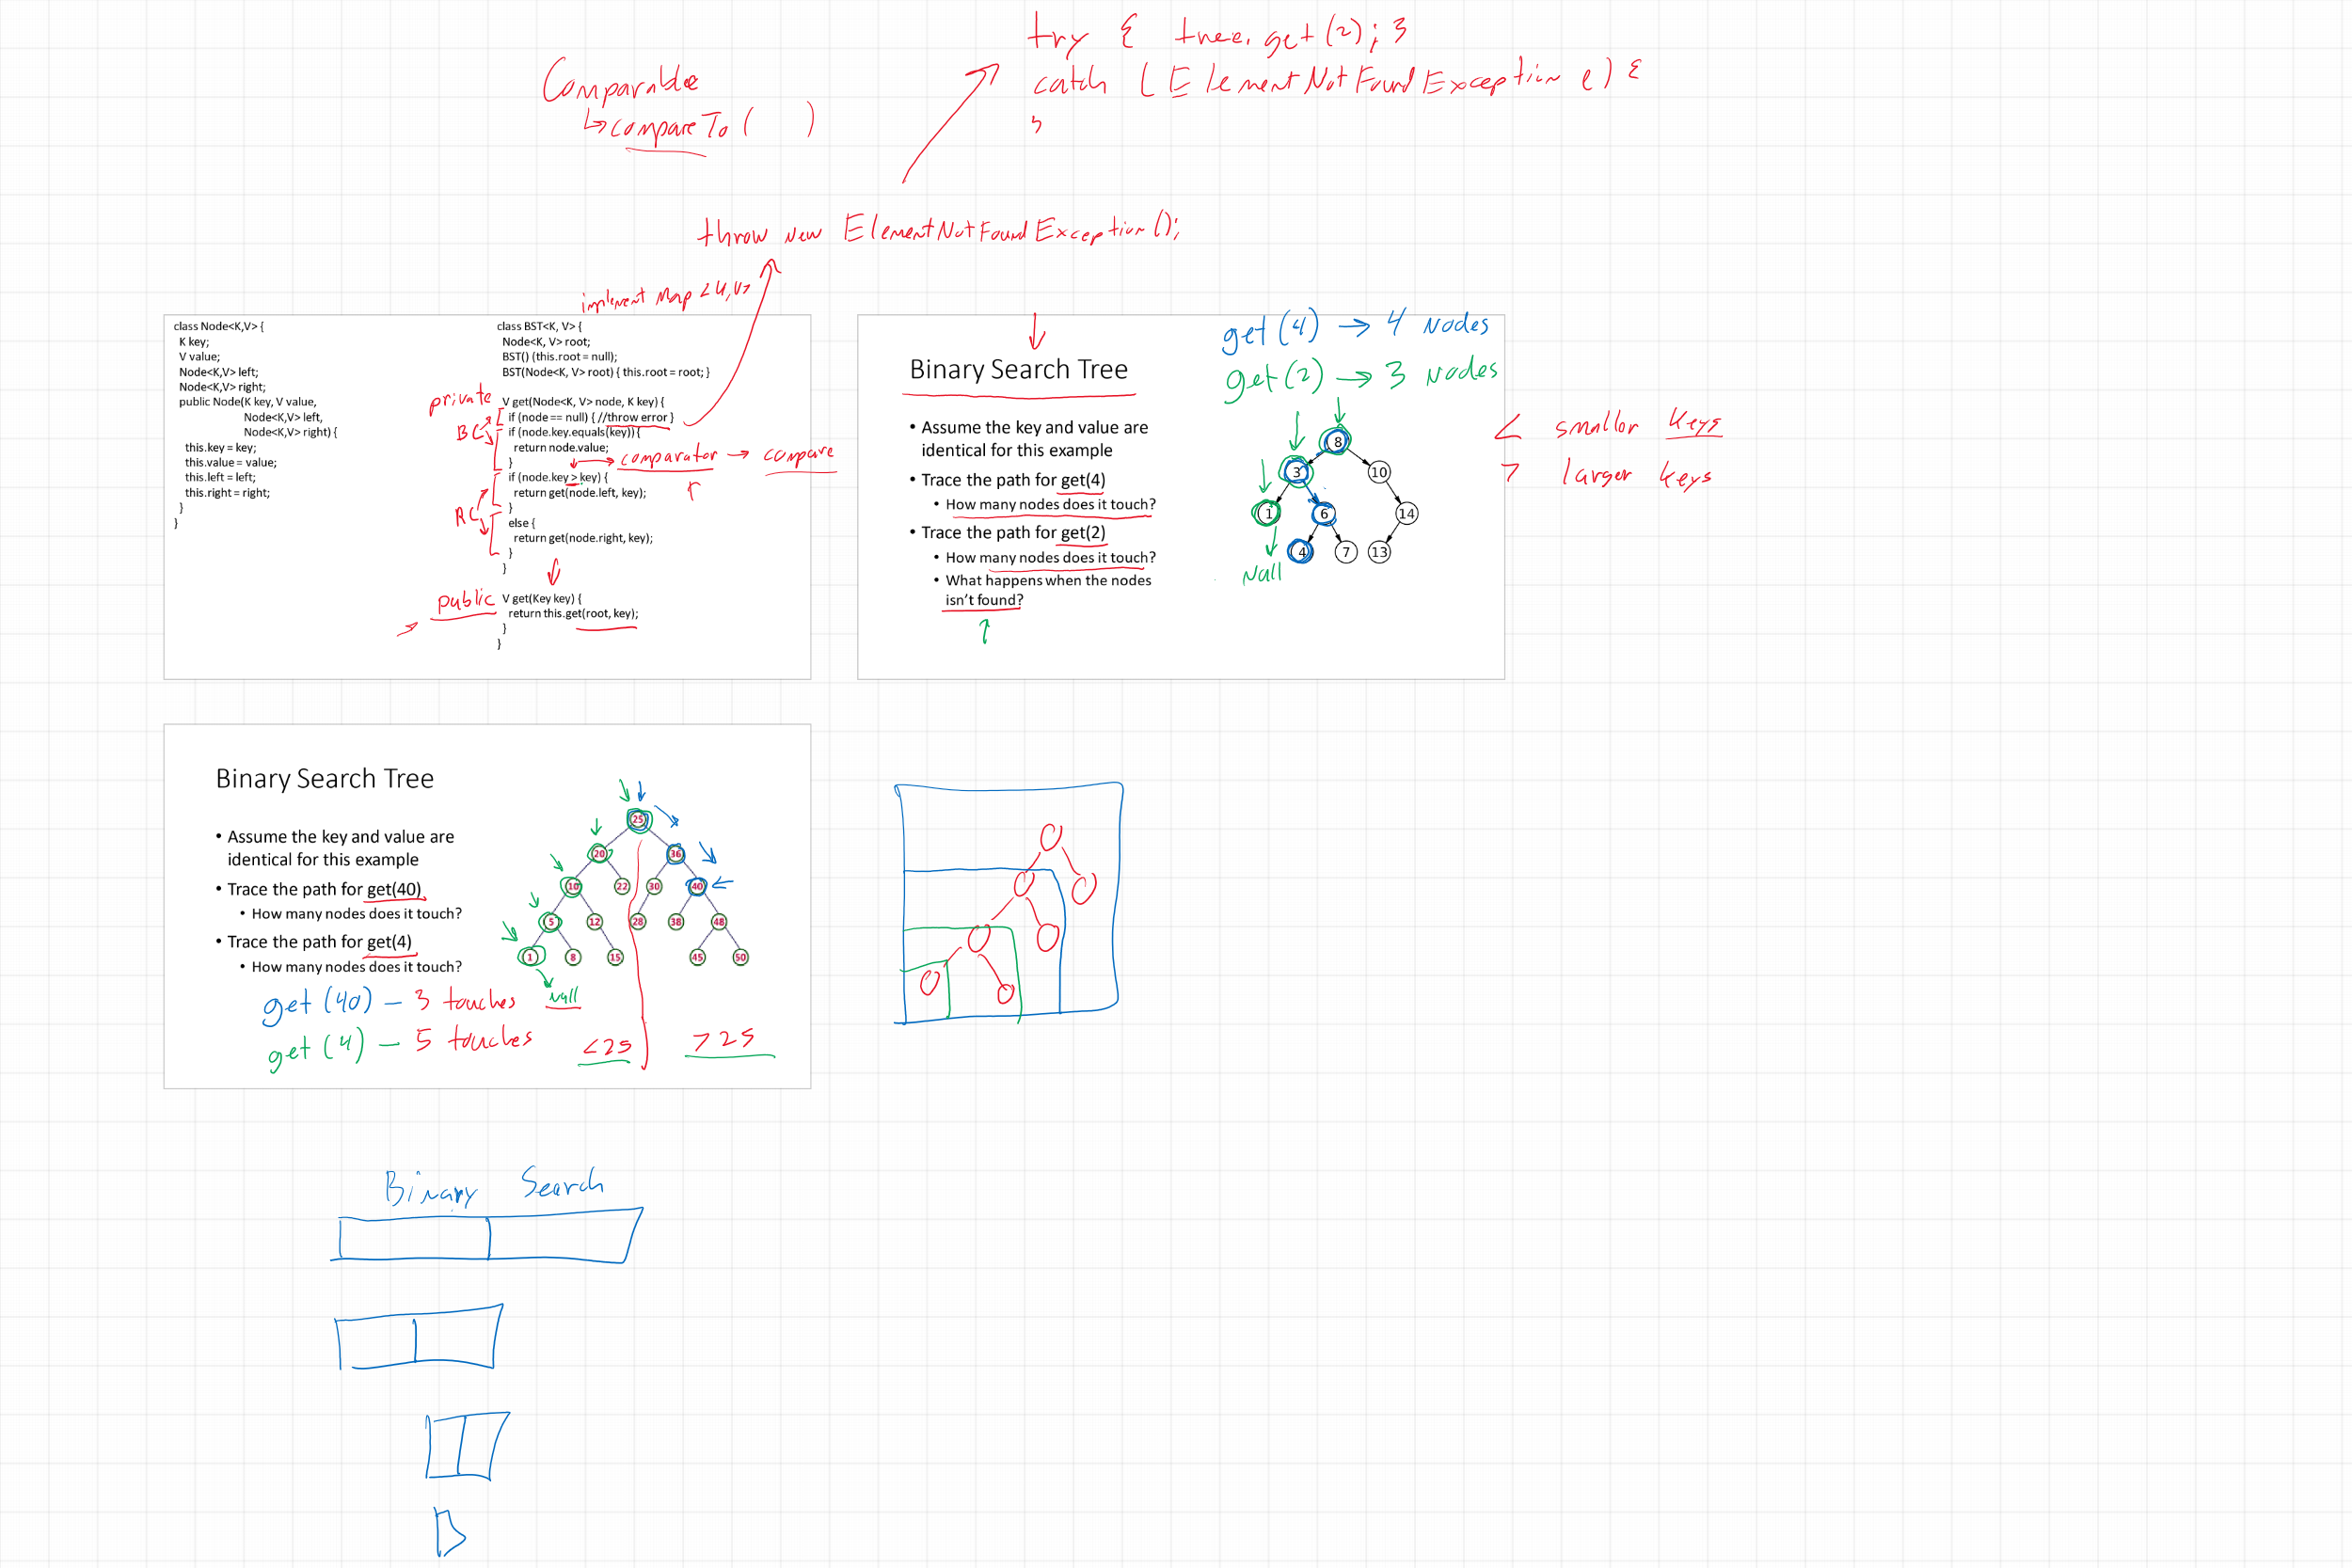 try { tree.get(2); }
catch (ElementNotFoundException e) {
}
Comparable
compareTo( )
throw new ElementNotFoundException();
implement Map <K,V>
class Node<K,V> {
K key;
V value;
Node<K,V> left;
Node<K,V> right;
public Node(K key, V value,
Node<K,V> left,
Node<K,V> right) {
this.key = key;
this.value = value;
this.left = left;
this.right = right;
}
}
class BST<K, V> {
Node<K, V> root;
BST() {this.root = null};
BST(Node<K, V> root) { this.root = root; }
private V get(Node<K, V> node, K key) {
if (node == null) { //throw error }
BC
if (node.key.equals(key)) {
return node.value;
}
comparator → compare
if (node.key > key) {
return get(node.left, key);
}
RC
else {
return get(node.right, key);
}
}
public V get(Key key) {
return this.get(root, key);
}
}
Binary Search Tree
• Assume the key and value are
identical for this example
• Trace the path for get(4)
• How many nodes does it touch?
• Trace the path for get(2)
• How many nodes does it touch?
• What happens when the nodes
isn't found?
get(4) → 4 nodes
get(2) → 3 nodes
8
3
10
1
6
14
4
7
13
Null
< smaller keys
> larger keys
Binary Search Tree
• Assume the key and value are
identical for this example
• Trace the path for get(40)
• How many nodes does it touch?
• Trace the path for get(4)
• How many nodes does it touch?
get(40) - 3 touches
get(4) - 5 touches
25
20
36
10
22
30
40
5
12
28
38
48
1
8
15
45
50
Null
<25
>25
Binary Search